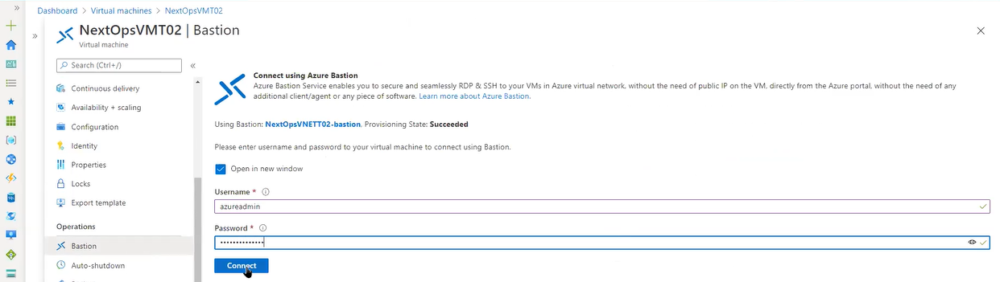 Dashboard > Virtual machines > NextOpsVMT02
NextOpsVMT02 | Bastion
Virtual machine
Search (Ctrl+/)
Continuous delivery
Availability + scaling
Configuration
Identity
Properties
Locks
Export template
Operations
Bastion
Auto-shutdown
Connect using Azure Bastion
Azure Bastion Service enables you to secure and seamlessly RDP & SSH to your VMs in Azure virtual network, without the need of public IP on the VM, directly from the Azure portal, without the need of any
additional client/agent or any piece of software. Learn more about Azure Bastion.
Using Bastion: NextOpsVNETT02-bastion, Provisioning State: Succeeded
Please enter username and password to your virtual machine to connect using Bastion.
Open in new window
Username *
azureadmin
Password *
••••••••••••••
Connect